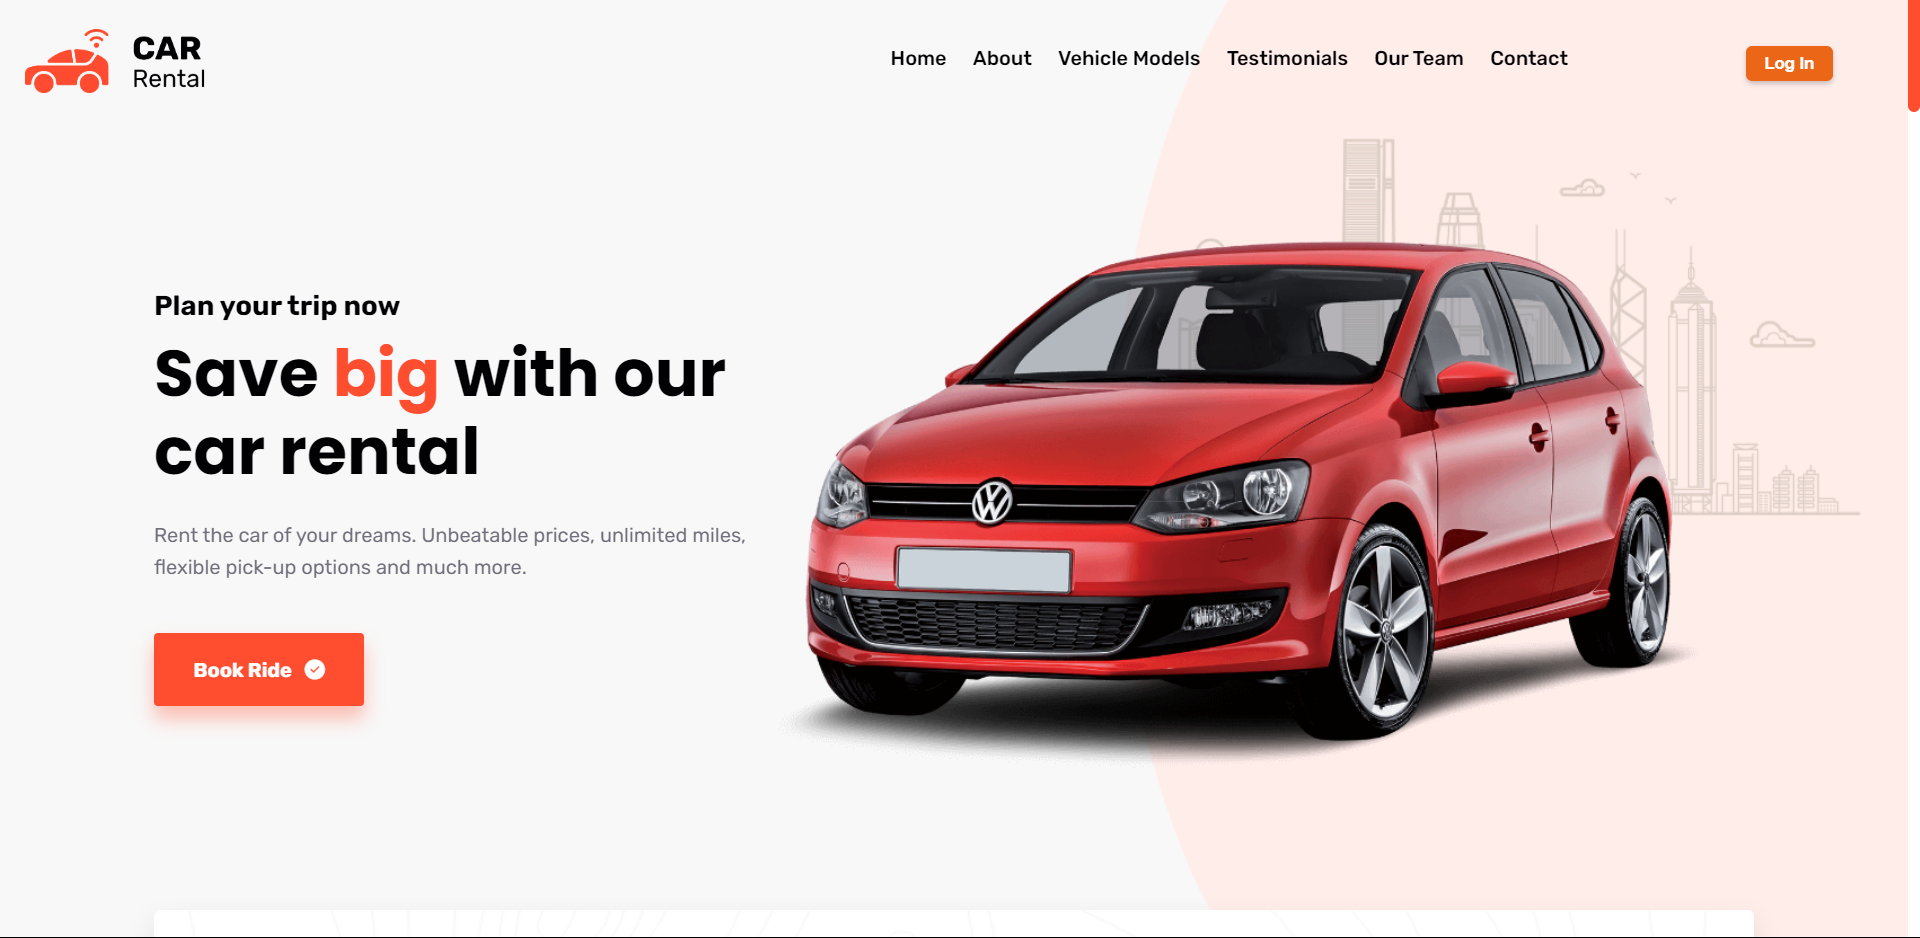 CAR
Rental
Home About Vehicle Models Testimonials Our Team Contact
Log In
Plan your trip now
Save big with our
car rental
Rent the car of your dreams. Unbeatable prices, unlimited miles,
flexible pick-up options and much more.
Book Ride